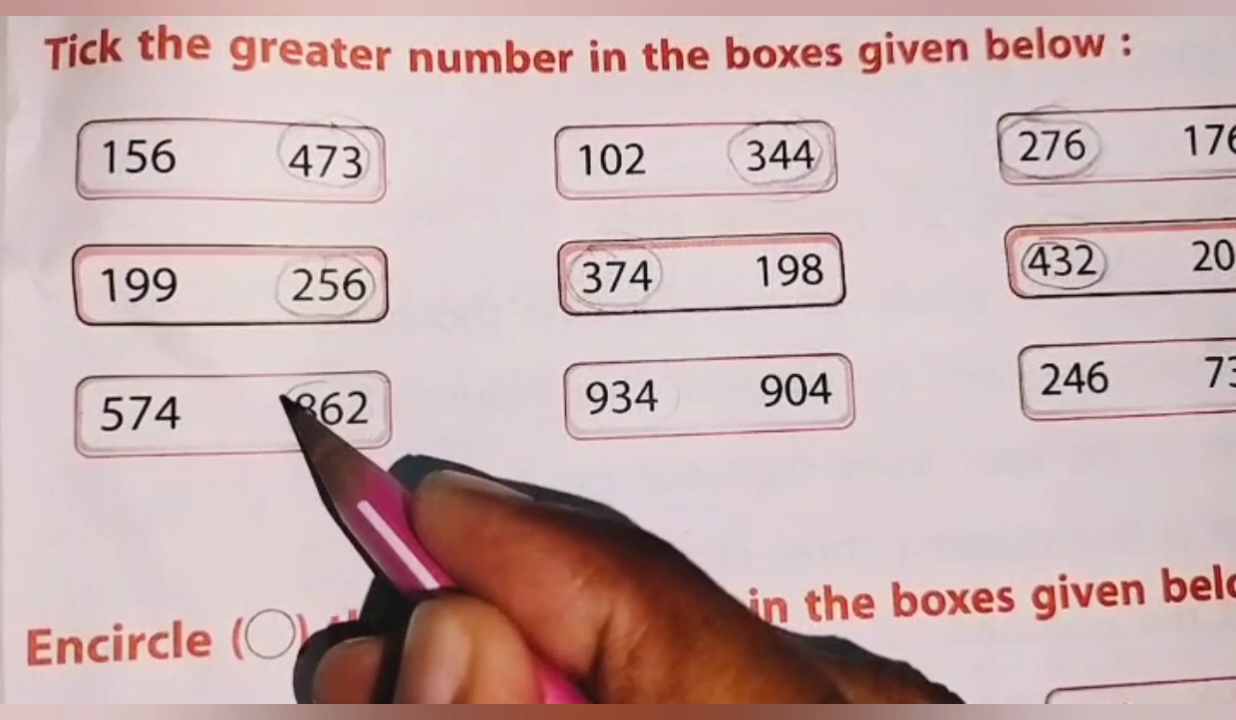 Tick the greater number in the boxes given below :
156 473 102 344 276
199 256 374 198 432
574 862 934 904 246
Encircle ( ) in the boxes given